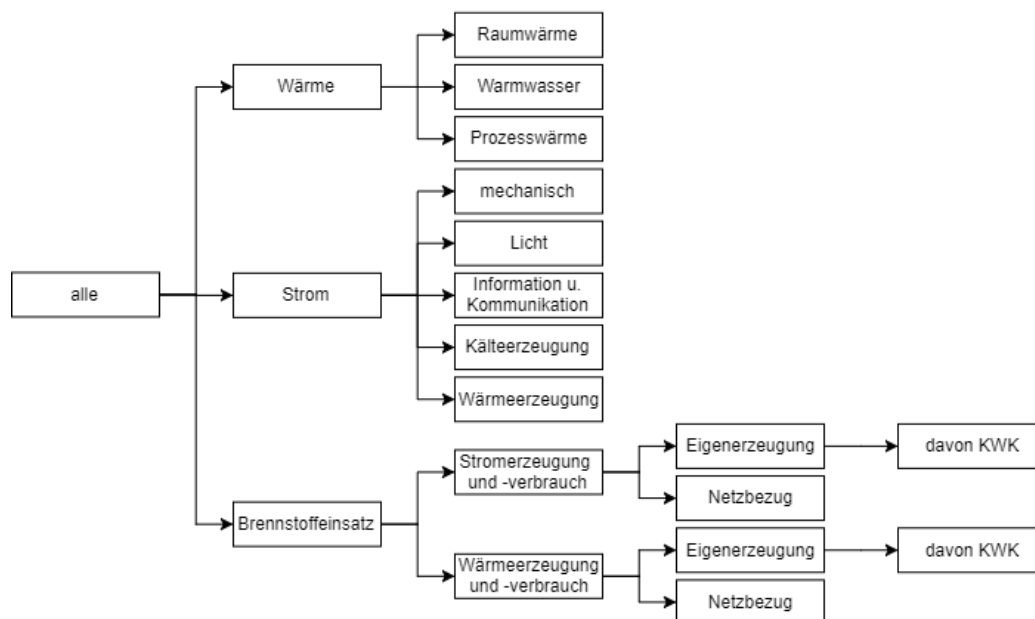 Raumwärme
Wärme
Warmwasser
Prozesswärme
mechanisch
Licht
alle
Strom
Information u.
Kommunikation
Kälteerzeugung
Wärmeerzeugung
Stromerzeugung
und -verbrauch
Eigenerzeugung
davon KWK
Netzbezug
Brennstoffeinsatz
Wärmeerzeugung
und -verbrauch
Eigenerzeugung
davon KWK
Netzbezug